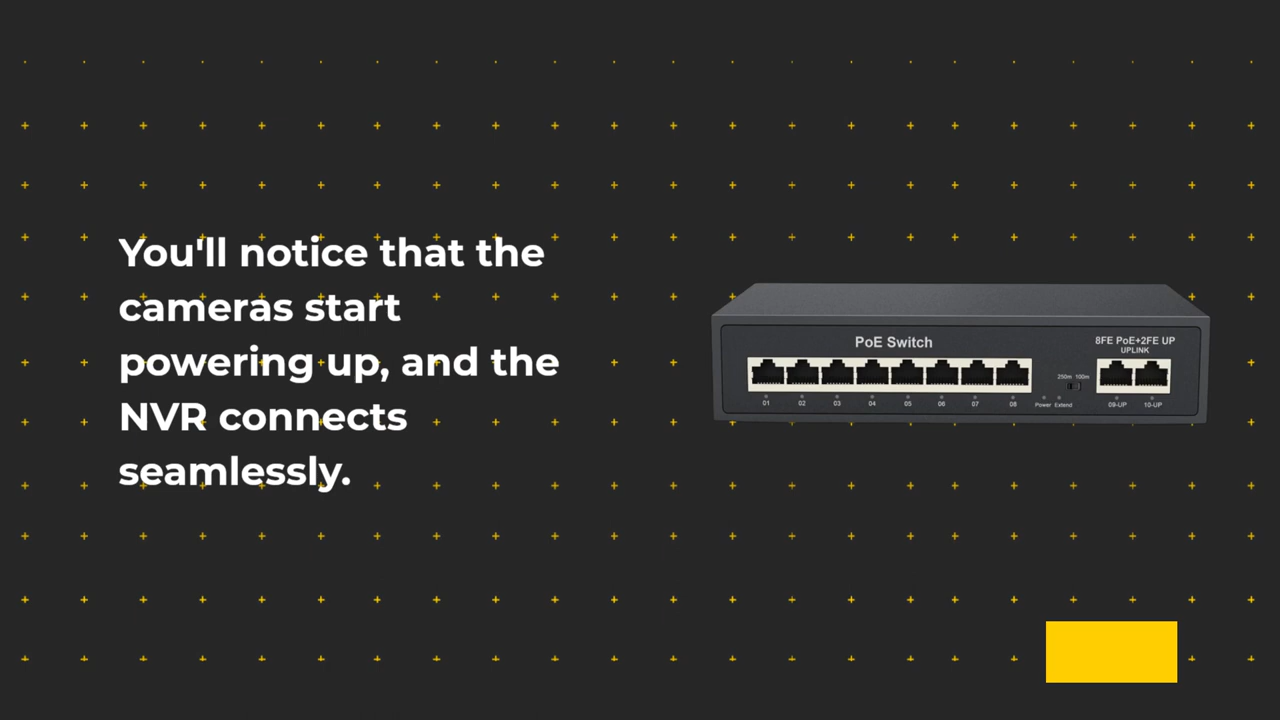 You'll notice that the
cameras start
powering up, and the
NVR connects
seamlessly.
PoE Switch
8FE PoE+2FE UP
UPLINK
250m 100m
01 02 03 04 05 06 07 08 Power Extend 09-UP 10-UP